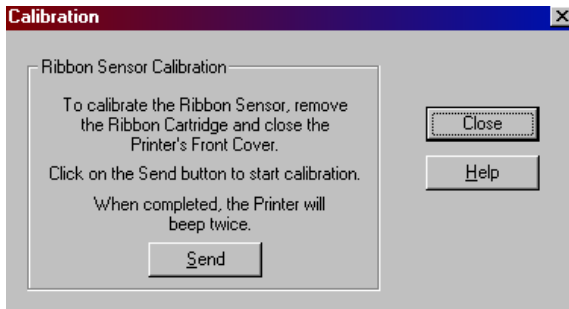 Calibration
Ribbon Sensor Calibration
To calibrate the Ribbon Sensor, remove
the Ribbon Cartridge and close the
Printer's Front Cover.
Click on the Send button to start calibration.
When completed, the Printer will
beep twice.
Send
Close
Help